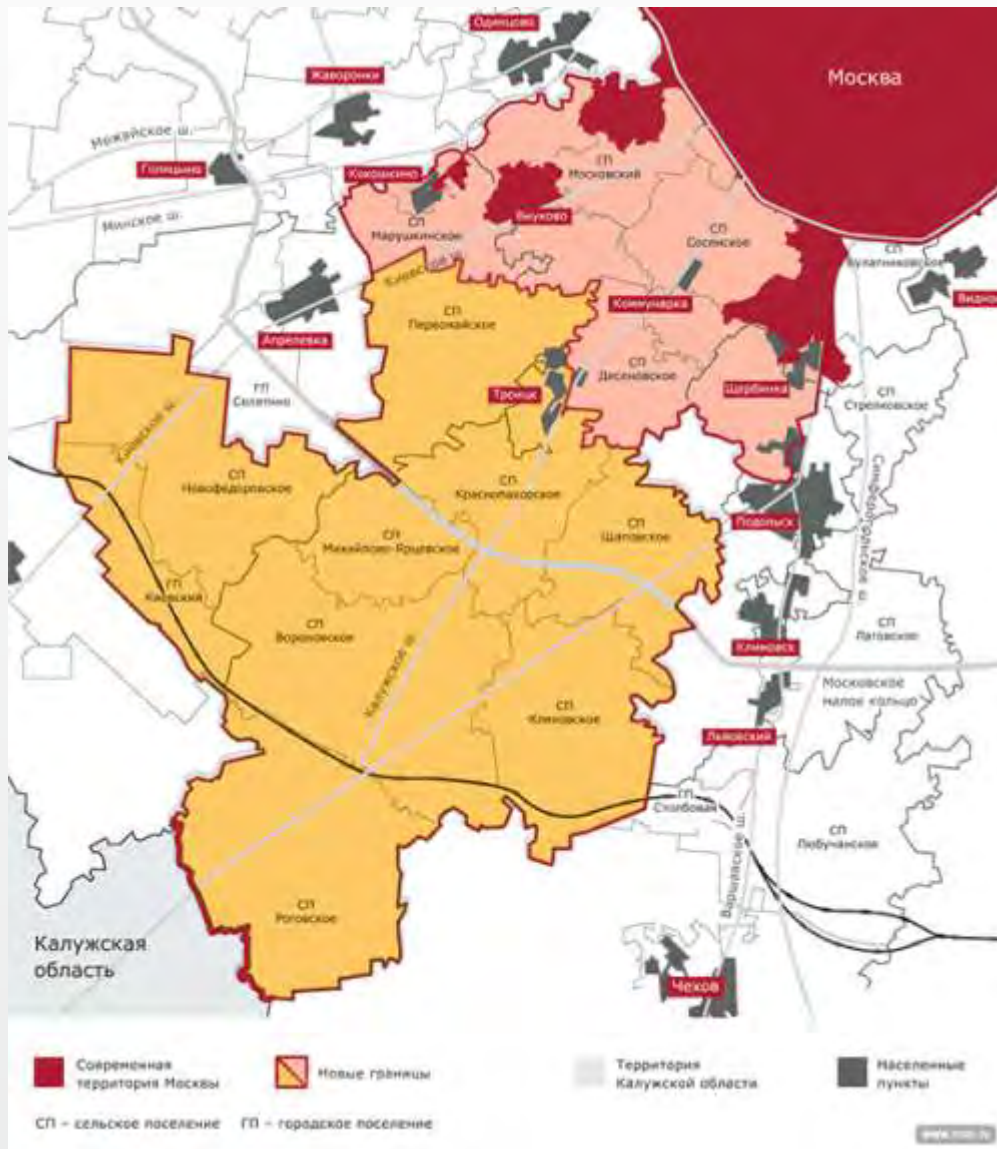 Одинцово
Москва
Жаворонки
Можайское ш.
Голицыно
Кокошкино
ГП
Московский
Минское ш.
Внуково
СП
Марушкинское
СП
Сосенское
СП
Булатниковское
Киевское ш.
Коммунарка
Видное
СП
Первомайское
Апрелевка
ГП
Селятино
Троицк
СП
Десеновское
Щербинка
СП
Стрелковское
Киевское ш.
СП
Новофедоровское
СП
Краснопахорское
Симферопольское ш.
СП
Михайлово-Ярцевское
СП
Щаповское
Подольск
ГП
Киевский
СП
Вороновское
Климовск
СП
Лаговское
Калужское ш.
СП
Кленовское
Московское
малое кольцо
Львовский
ГП
Столбовая
Варшавское ш.
СП
Любучанское
СП
Роговское
Калужская
область
Чехов
Современная
территория Москвы
Новые границы
Территория
Калужской области
Населенные
пункты
СП – сельское поселение ГП – городское поселение